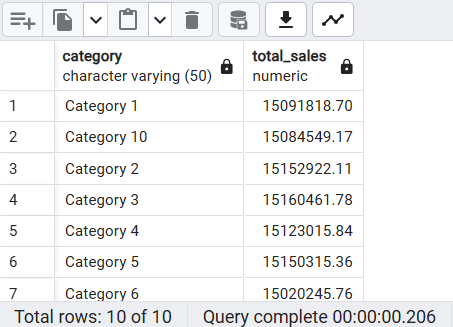 category total_sales
character varying (50) numeric
1 Category 1 15091818.70
2 Category 10 15084549.17
3 Category 2 15152922.11
4 Category 3 15160461.78
5 Category 4 15123015.84
6 Category 5 15150315.36
7 Category 6 15020245.76
Total rows: 10 of 10 Query complete 00:00:00.206